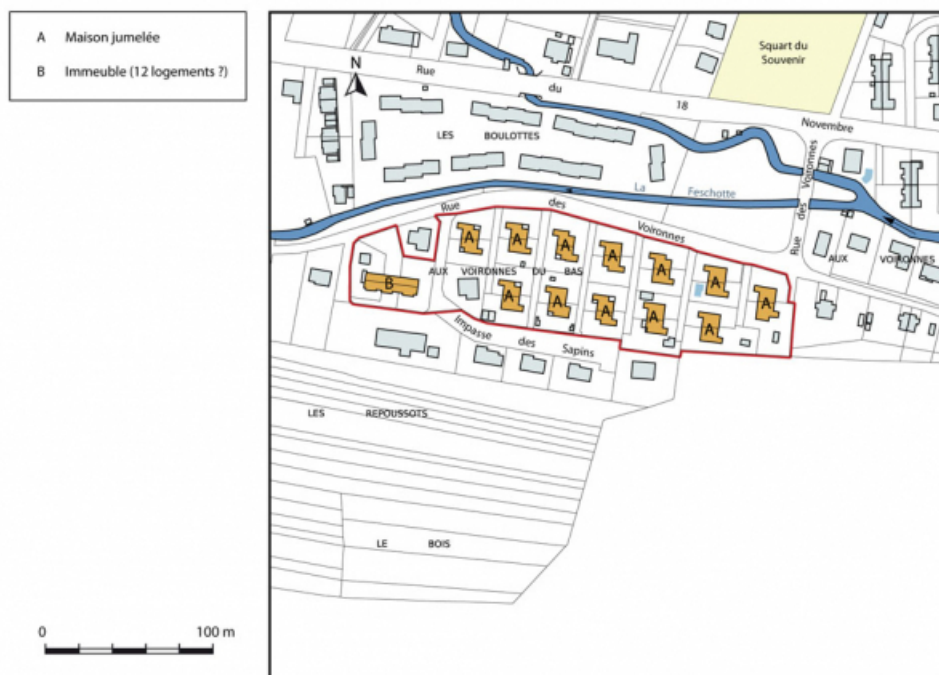 A Maison jumelée
B Immeuble (12 logements ?)
N
Rue du 18 Novembre
Squart du
Souvenir
LES BOULOTTES
La Feschotte
Rue des Voironnes
Rue des Voironnes
AUX VOIRONNES
AUX VOIRONNES DU BAS
A
A
A
A
A
A
A
B
A
A
A
A
A
A
Impasse des Sapins
LES REPOUSSOTS
LE BOIS
0 100 m